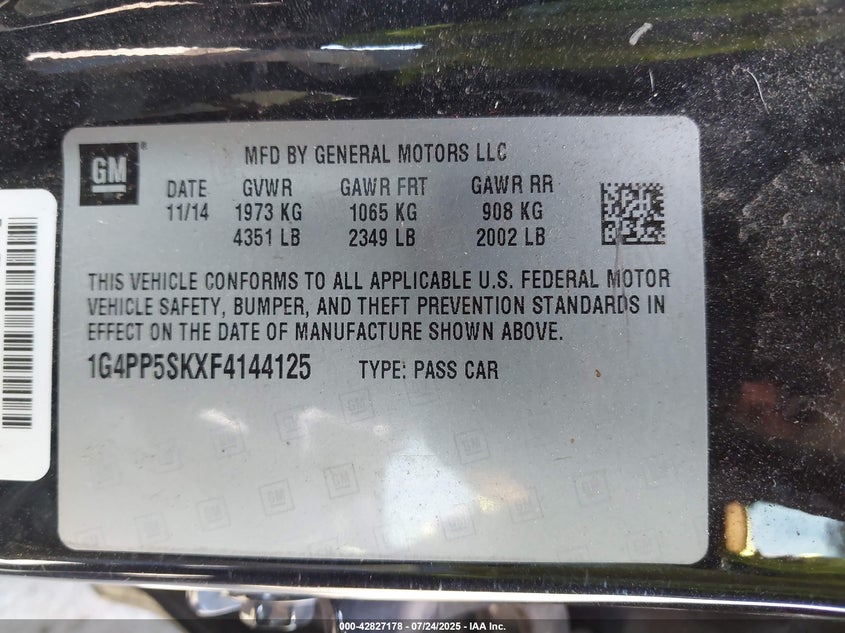 GM
MFD BY GENERAL MOTORS LLC
DATE GVWR GAWR FRT GAWR RR
11/14 1973 KG 1065 KG 908 KG
4351 LB 2349 LB 2002 LB
THIS VEHICLE CONFORMS TO ALL APPLICABLE U.S. FEDERAL MOTOR
VEHICLE SAFETY, BUMPER, AND THEFT PREVENTION STANDARDS IN
EFFECT ON THE DATE OF MANUFACTURE SHOWN ABOVE.
1G4PP5SKXF4144125 TYPE: PASS CAR
000-42827178 - 07/24/2025 - IAA Inc.